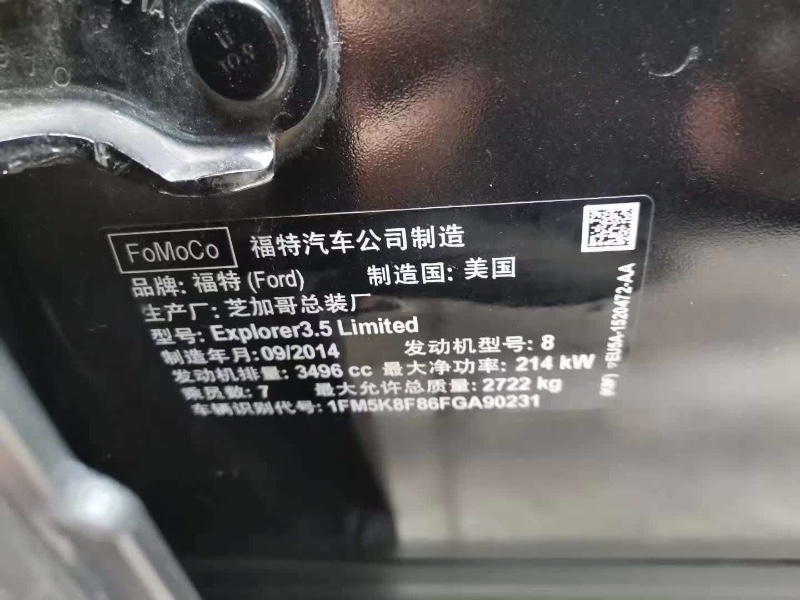 FoMoCo 福特汽车公司制造
品牌: 福特 (Ford) 制造国: 美国
生产厂: 芝加哥总装厂
型号: Explorer3.5 Limited
制造年月: 09/2014 发动机型号: 8
发动机排量: 3496 cc 最大净功率: 214 kW
乘员数: 7 最大允许总质量: 2722 kg
车辆识别代号: 1FM5K8F86FGA90231